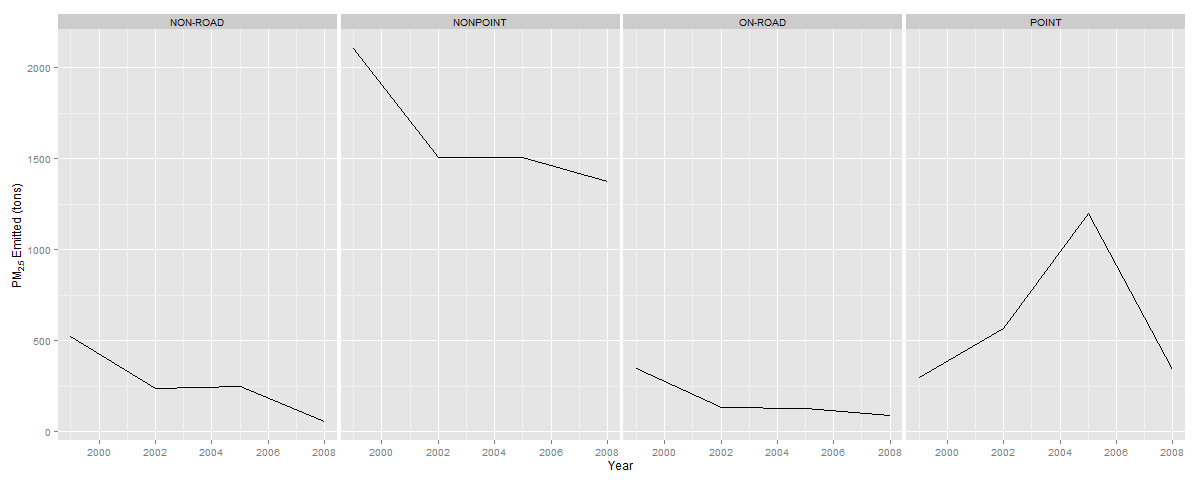 NON-ROAD NONPOINT ON-ROAD POINT
2000
1500
1000
500
0
PM2.5 Emitted (tons)
2000 2002 2004 2006 2008 2000 2002 2004 2006 2008 2000 2002 2004 2006 2008 2000 2002 2004 2006 2008
Year